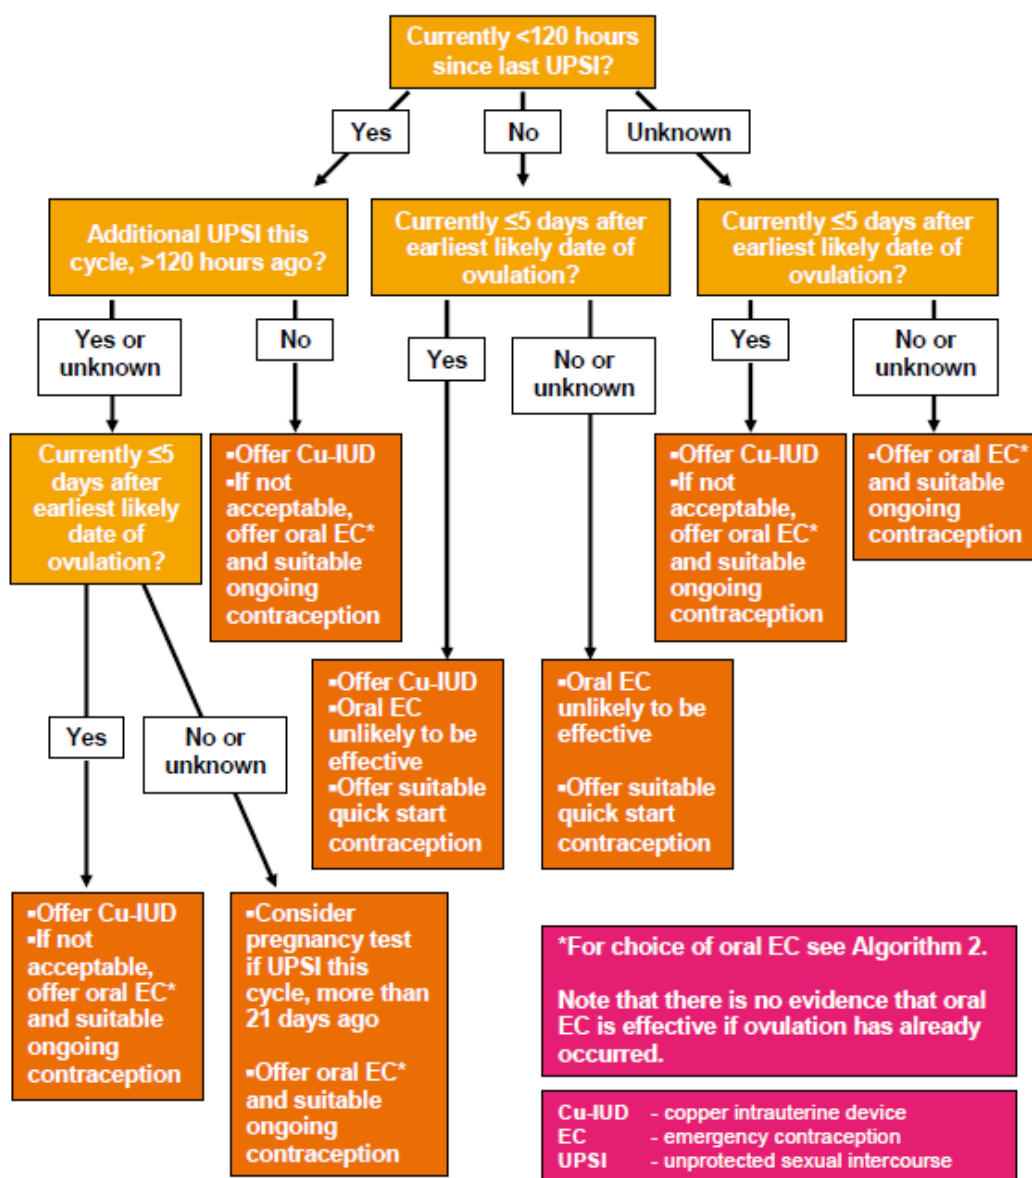 Currently <120 hours
since last UPSI?
Yes
No
Unknown
Additional UPSI this
cycle, >120 hours ago?
Currently ≤5 days after
earliest likely date of
ovulation?
Currently ≤5 days after
earliest likely date of
ovulation?
Yes or
unknown
No
Yes
No or
unknown
Yes
No or
unknown
Currently ≤5
days after
earliest likely
date of
ovulation?
▪Offer Cu-IUD
▪If not
acceptable,
offer oral EC*
and suitable
ongoing
contraception
▪Offer Cu-IUD
▪If not
acceptable,
offer oral EC*
and suitable
ongoing
contraception
▪Offer oral EC*
and suitable
ongoing
contraception
Yes
No or
unknown
▪Offer Cu-IUD
▪Oral EC
unlikely to be
effective
▪Offer suitable
quick start
contraception
▪Oral EC
unlikely to be
effective
▪Offer suitable
quick start
contraception
▪Offer Cu-IUD
▪If not
acceptable,
offer oral EC*
and suitable
ongoing
contraception
▪Consider
pregnancy test
if UPSI this
cycle, more than
21 days ago
▪Offer oral EC*
and suitable
ongoing
contraception
*For choice of oral EC see Algorithm 2.
Note that there is no evidence that oral
EC is effective if ovulation has already
occurred.
Cu-IUD - copper intrauterine device
EC - emergency contraception
UPSI - unprotected sexual intercourse